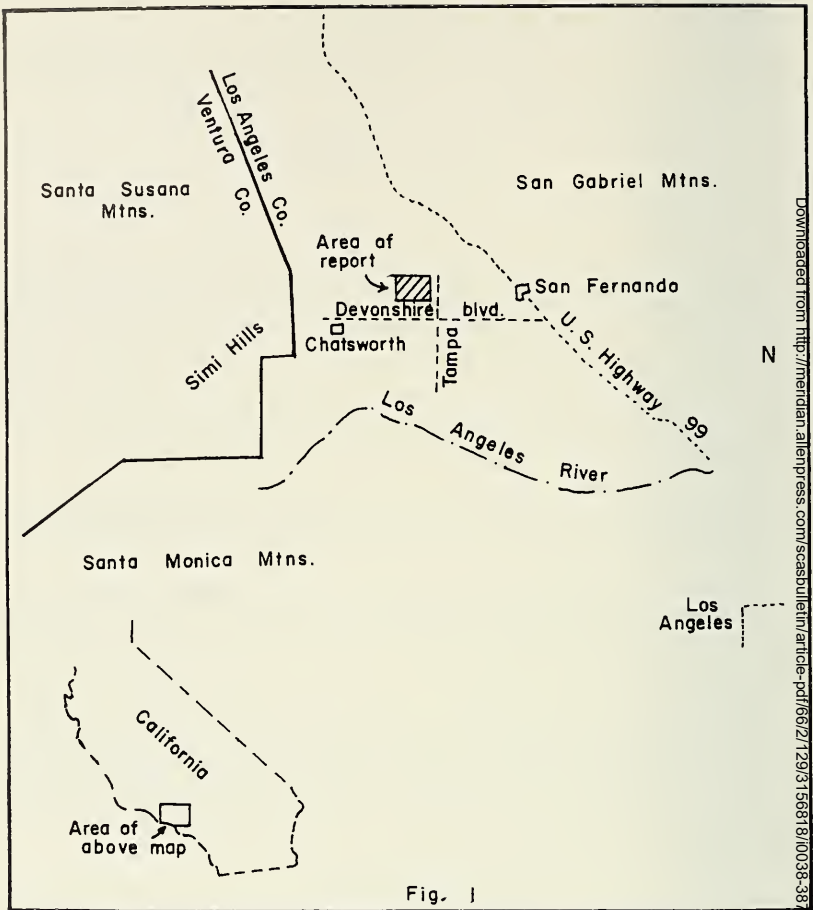 Los Angeles Co.
Ventura Co.
Santa Susana
Mtns.
San Gabriel Mtns.
Area of
report
San Fernando
Devonshire blvd.
Chatsworth
Tampa
U. S. Highway 99
Simi Hills
N
Los Angeles River
Santa Monica Mtns.
Los
Angeles
California
Area of
above map
Fig. 1
Downloaded from http://meridian.allenpress.com/scasbulletin/article-pdf/66/2/129/3156818/i0038-387